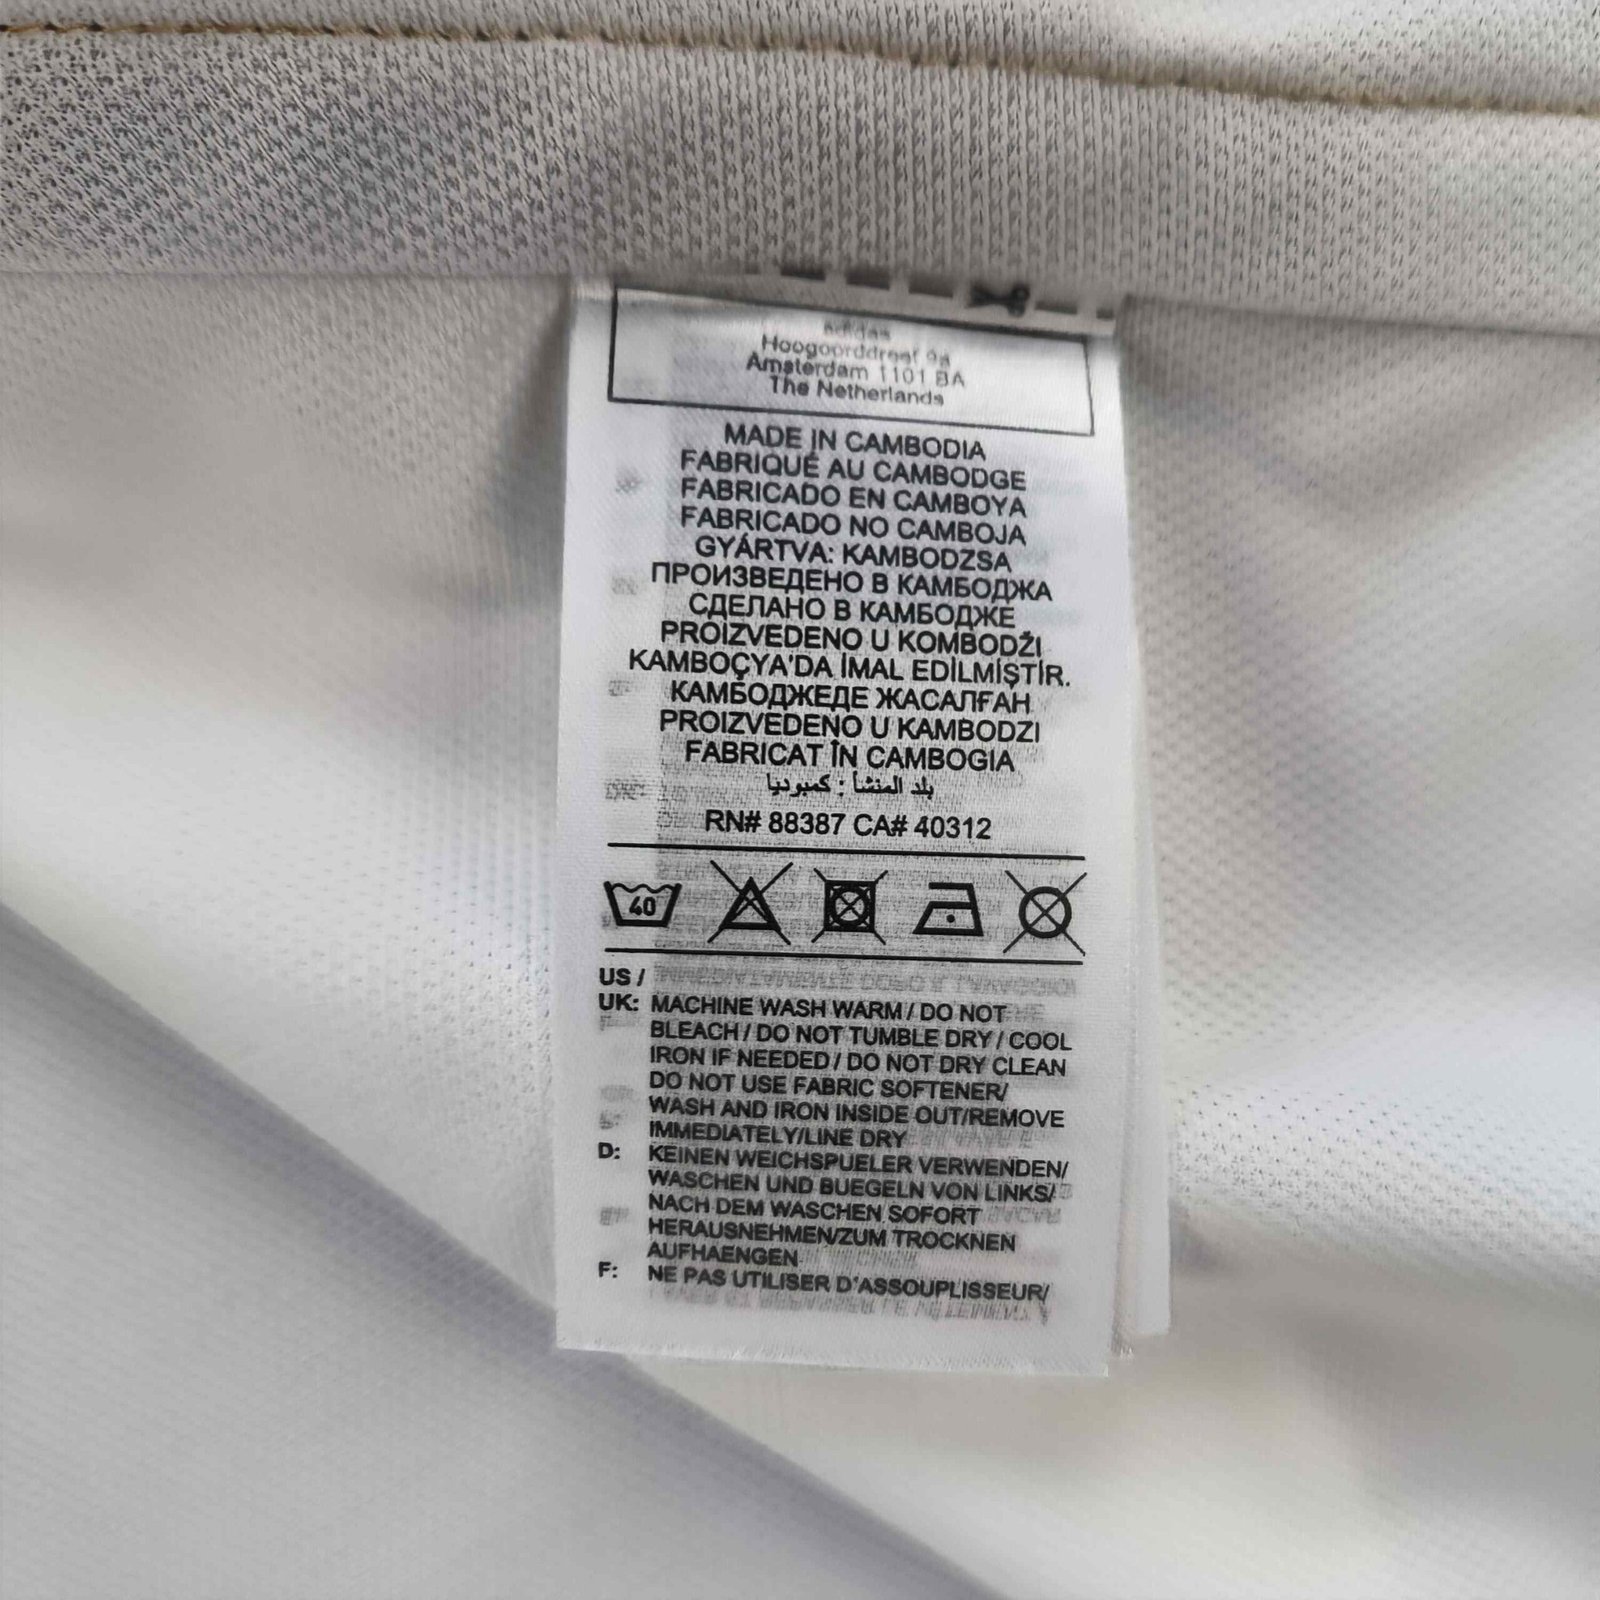 adidas
Hoogoorddreef 9a
Amsterdam 1101 BA
The Netherlands
MADE IN CAMBODIA
FABRIQUÉ AU CAMBODGE
FABRICADO EN CAMBOYA
FABRICADO NO CAMBOJA
GYÁRTVA: KAMBODZSA
ПРОИЗВЕДЕНО В КАМБОДЖА
СДЕЛАНО В КАМБОДЖЕ
PROIZVEDENO U KOMBODŽI
KAMBOÇYA'DA İMAL EDİLMİŞTİR.
КАМБОДЖЕДЕ ЖАСАЛҒАН
PROIZVEDENO U KAMBODZI
FABRICAT ÎN CAMBOGIA
بلد المنشأ : كمبوديا
RN# 88387 CA# 40312
40
US /
UK: MACHINE WASH WARM / DO NOT
BLEACH / DO NOT TUMBLE DRY / COOL
IRON IF NEEDED / DO NOT DRY CLEAN
DO NOT USE FABRIC SOFTENER/
WASH AND IRON INSIDE OUT/REMOVE
IMMEDIATELY/LINE DRY
D: KEINEN WEICHSPUELER VERWENDEN/
WASCHEN UND BUEGELN VON LINKS/
NACH DEM WASCHEN SOFORT
HERAUSNEHMEN/ZUM TROCKNEN
AUFHAENGEN
F: NE PAS UTILISER D'ASSOUPLISSEUR/